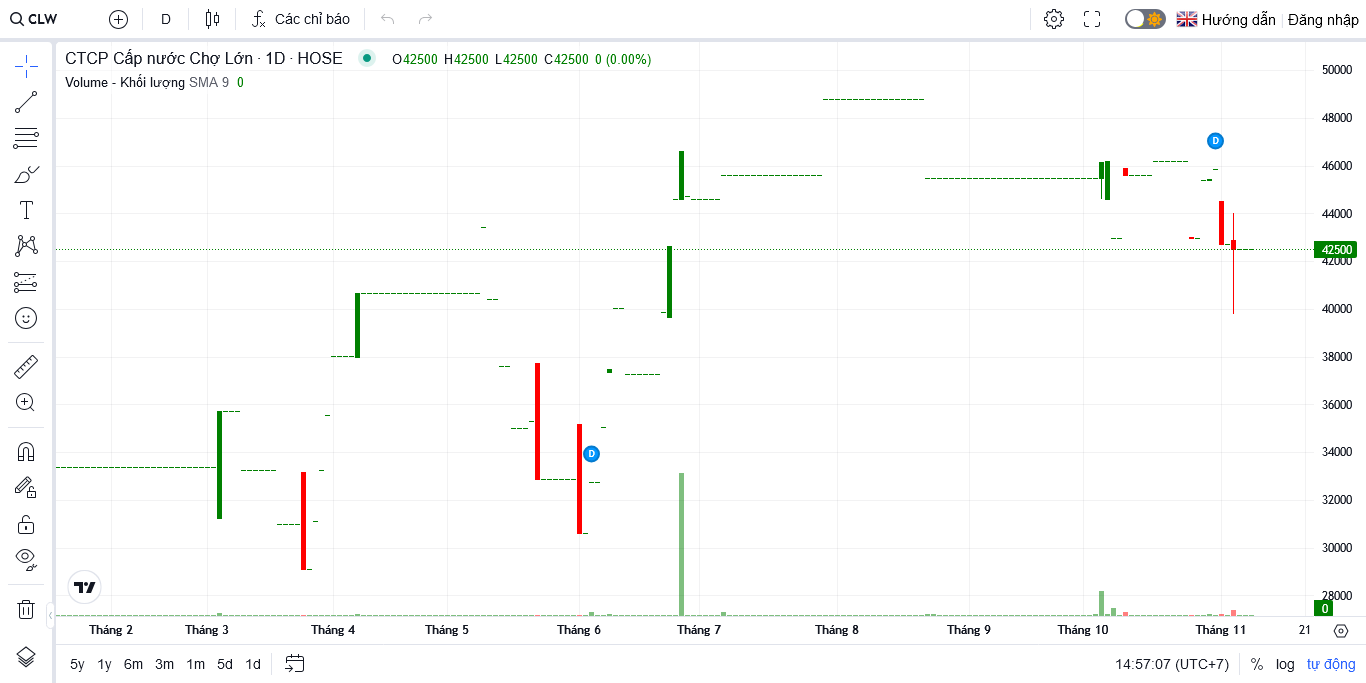 CLW D Các chỉ báo Hướng dẫn Đăng nhập
CTCP Cấp nước Chợ Lớn · 1D · HOSE O42500 H42500 L42500 C42500 0 (0.00%)
Volume - Khối lượng SMA 9 0
50000
48000
46000
44000
42500
42000
40000
38000
36000
34000
32000
30000
28000
0
D
D
Tháng 2 Tháng 3 Tháng 4 Tháng 5 Tháng 6 Tháng 7 Tháng 8 Tháng 9 Tháng 10 Tháng 11 21
5y 1y 6m 3m 1m 5d 1d 14:57:07 (UTC+7) % log tự động